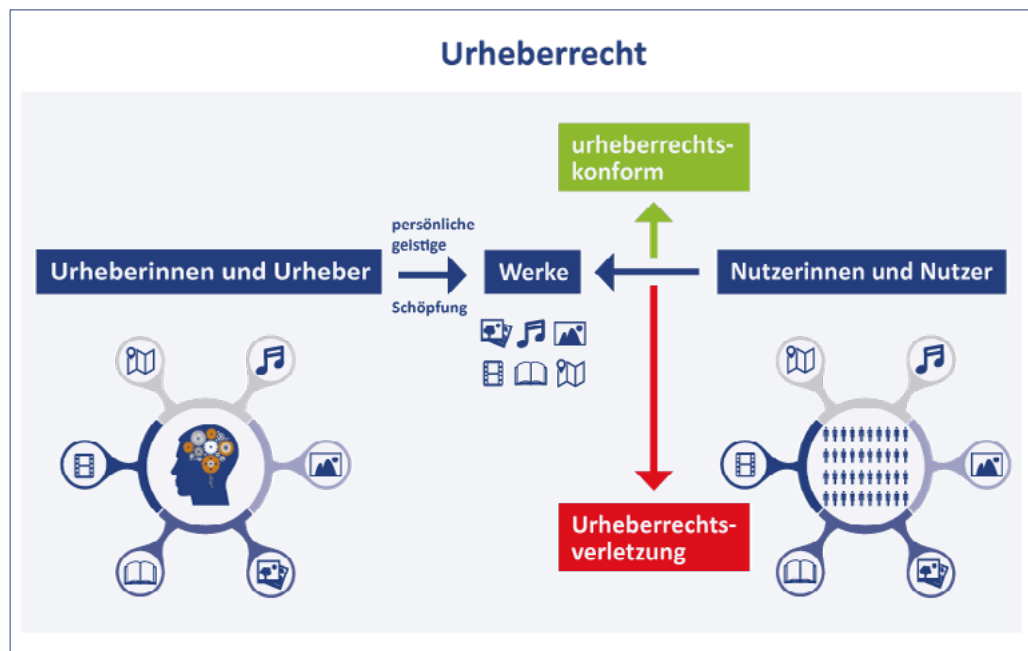 Urheberrecht
urheberrechts-
konform
persönliche
geistige
Urheberinnen und Urheber
Werke
Nutzerinnen und Nutzer
Schöpfung
Urheberrechts-
verletzung